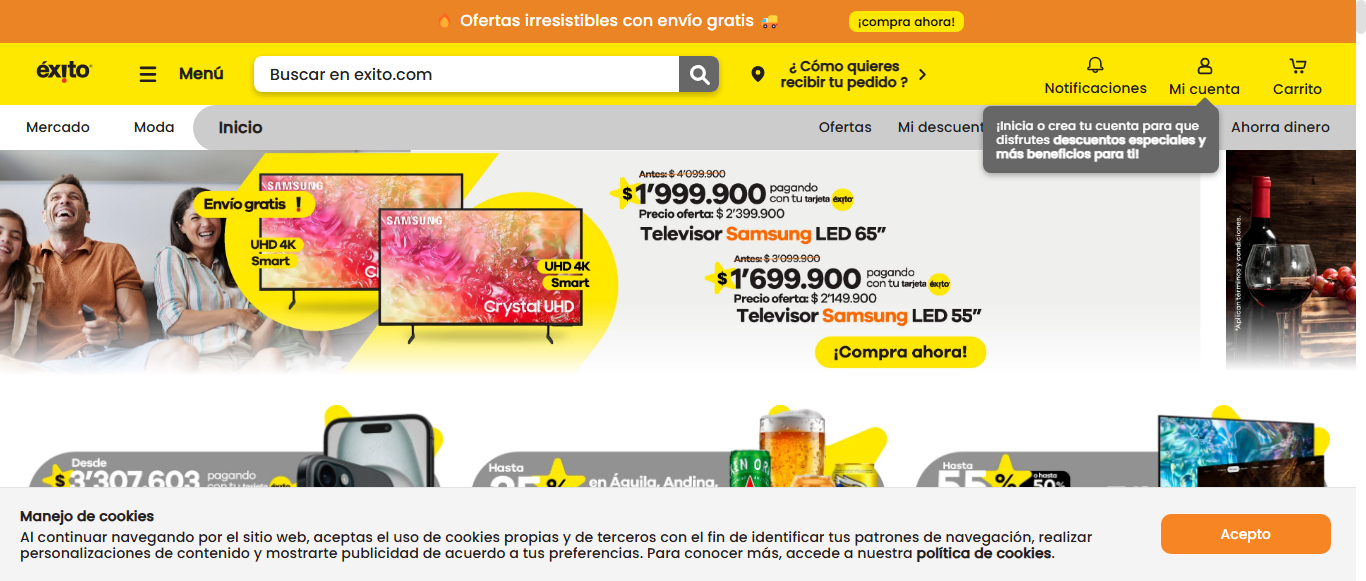 Ofertas irresistibles con envío gratis
¡compra ahora!
éxito
Menú
Buscar en exito.com
¿ Cómo quieres
recibir tu pedido ?
Notificaciones
Mi cuenta
Carrito
Mercado
Moda
Inicio
Ofertas
Mi descuent
Ahorra dinero
¡Inicia o crea tu cuenta para que
disfrutes descuentos especiales y
más beneficios para ti!
SAMSUNG
Envío gratis !
UHD 4K
Smart
SAMSUNG
UHD 4K
Smart
Crystal UHD
Antes: $ 4'099.900
$ 1'999.900 pagando
con tu tarjeta éxito
Precio oferta: $ 2'399.900
Televisor Samsung LED 65”
Antes: $ 3'099.900
$ 1'699.900 pagando
con tu tarjeta éxito
Precio oferta: $ 2'149.900
Televisor Samsung LED 55”
¡Compra ahora!
*Aplican términos y condiciones.
Desde
$ 3'307.603 pagando
con tu tarjeta éxito
Hasta
% en Águila, Andina,
Hasta
55% o hasta
50%
Manejo de cookies
Al continuar navegando por el sitio web, aceptas el uso de cookies propias y de terceros con el fin de identificar tus patrones de navegación, realizar
personalizaciones de contenido y mostrarte publicidad de acuerdo a tus preferencias. Para conocer más, accede a nuestra política de cookies.
Acepto